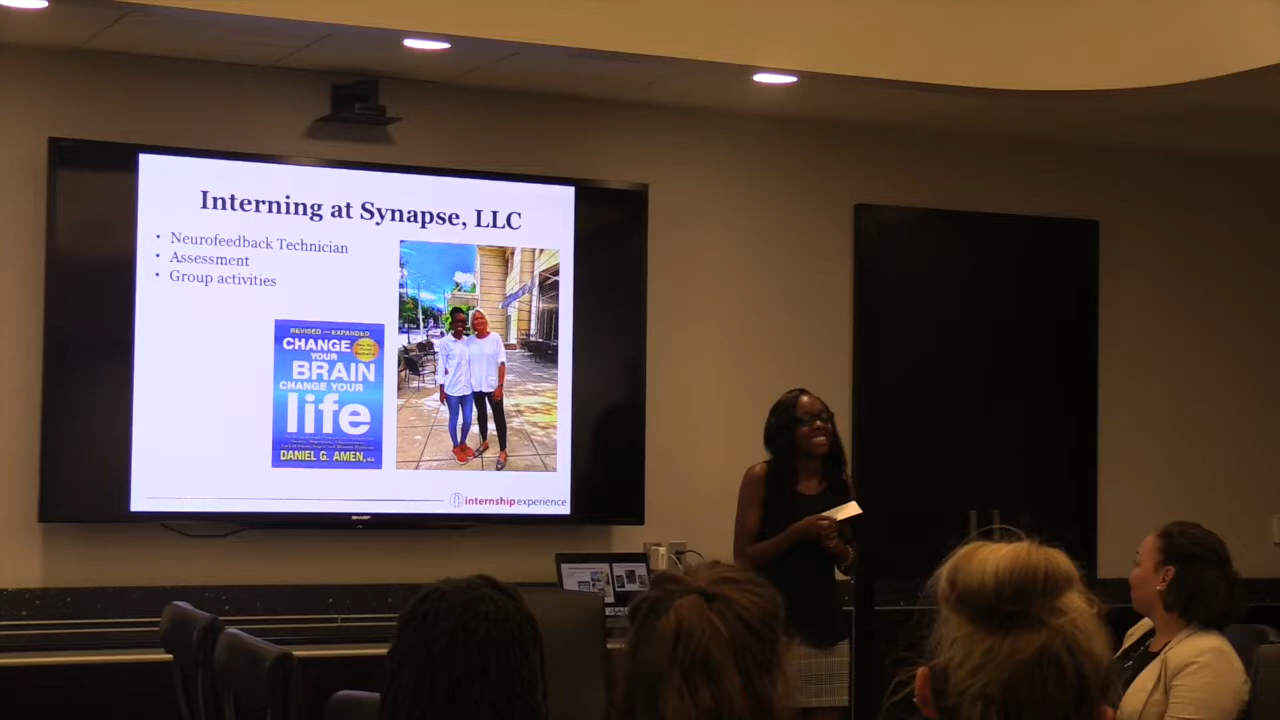 Interning at Synapse, LLC
• Neurofeedback Technician
• Assessment
• Group activities
REVISED AND EXPANDED
CHANGE
YOUR
BRAIN
CHANGE YOUR
life
DANIEL G. AMEN, M.D.
internship experience
SHARP